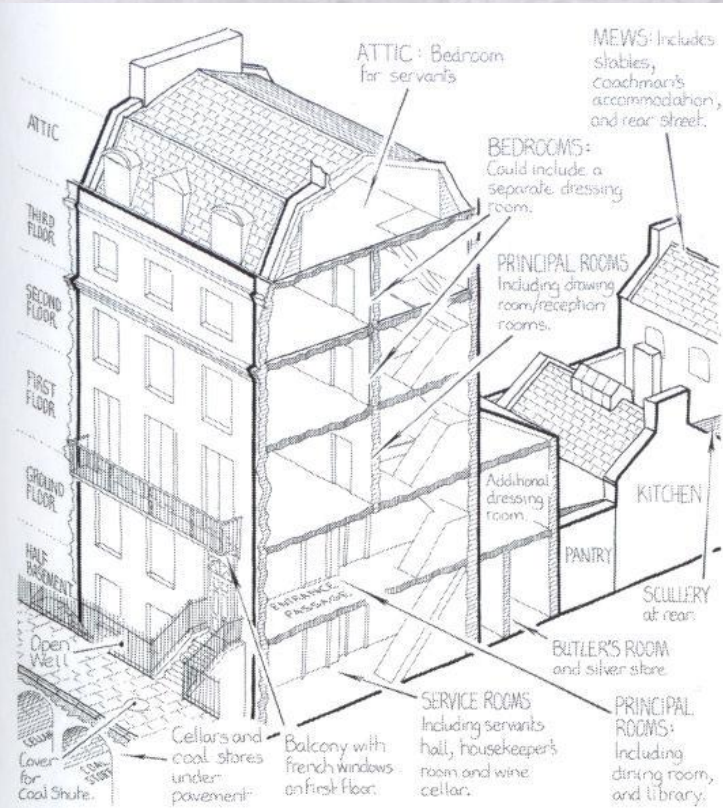 ATTIC: Bedroom
for servants
MEWS: Includes
stables,
coachman's
accommodation,
and rear street.
BEDROOMS:
Could include a
separate dressing
room.
PRINCIPAL ROOMS
Including drawing
room/reception
rooms.
ATTIC
THIRD
FLOOR
SECOND
FLOOR
FIRST
FLOOR
GROUND
FLOOR
HALF
BASEMENT
Additional
dressing
room
KITCHEN
PANTRY
ENTRANCE
PASSAGE
SCULLERY
at rear.
BUTLER'S ROOM
and silver store
Open
Well
CELLAR
COAL
STORE
Cover
for
Coal Shute.
Cellars and
coal stores
under
pavement
Balcony with
french windows
on first floor.
SERVICE ROOMS
Including servants
hall, housekeeper's
room and wine
cellar.
PRINCIPAL
ROOMS:
Including
dining room,
and library.